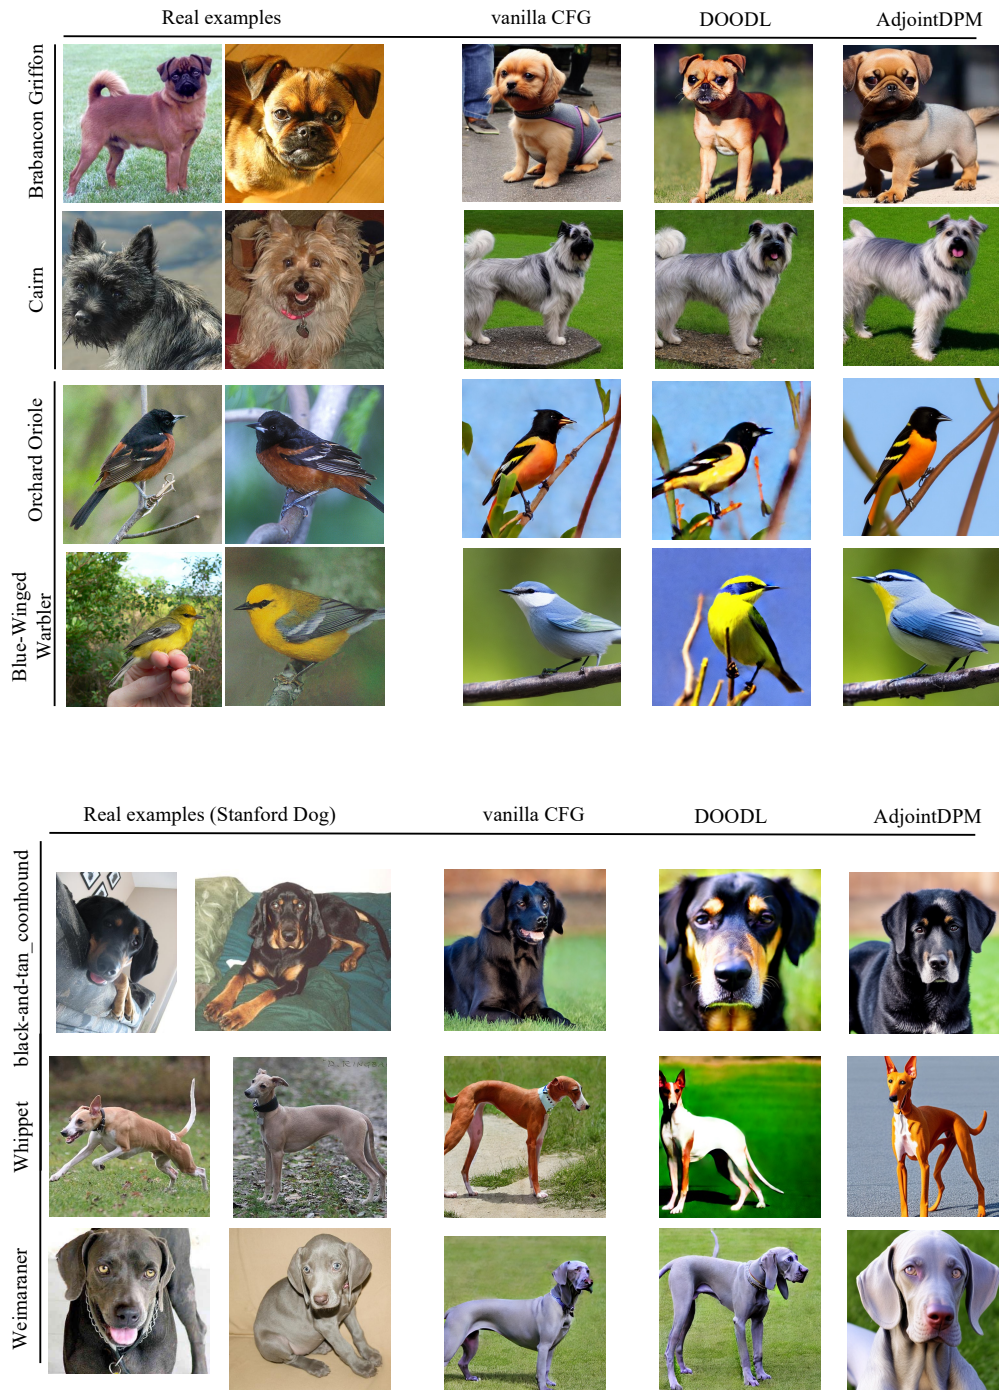 Real examples
vanilla CFG
DOODL
AdjointDPM
Brabancon Griffon
Cairn
Orchard Oriole
Blue-Winged
Warbler
Real examples (Stanford Dog)
vanilla CFG
DOODL
AdjointDPM
black-and-tan_coonhound
Whippet
Weimaraner